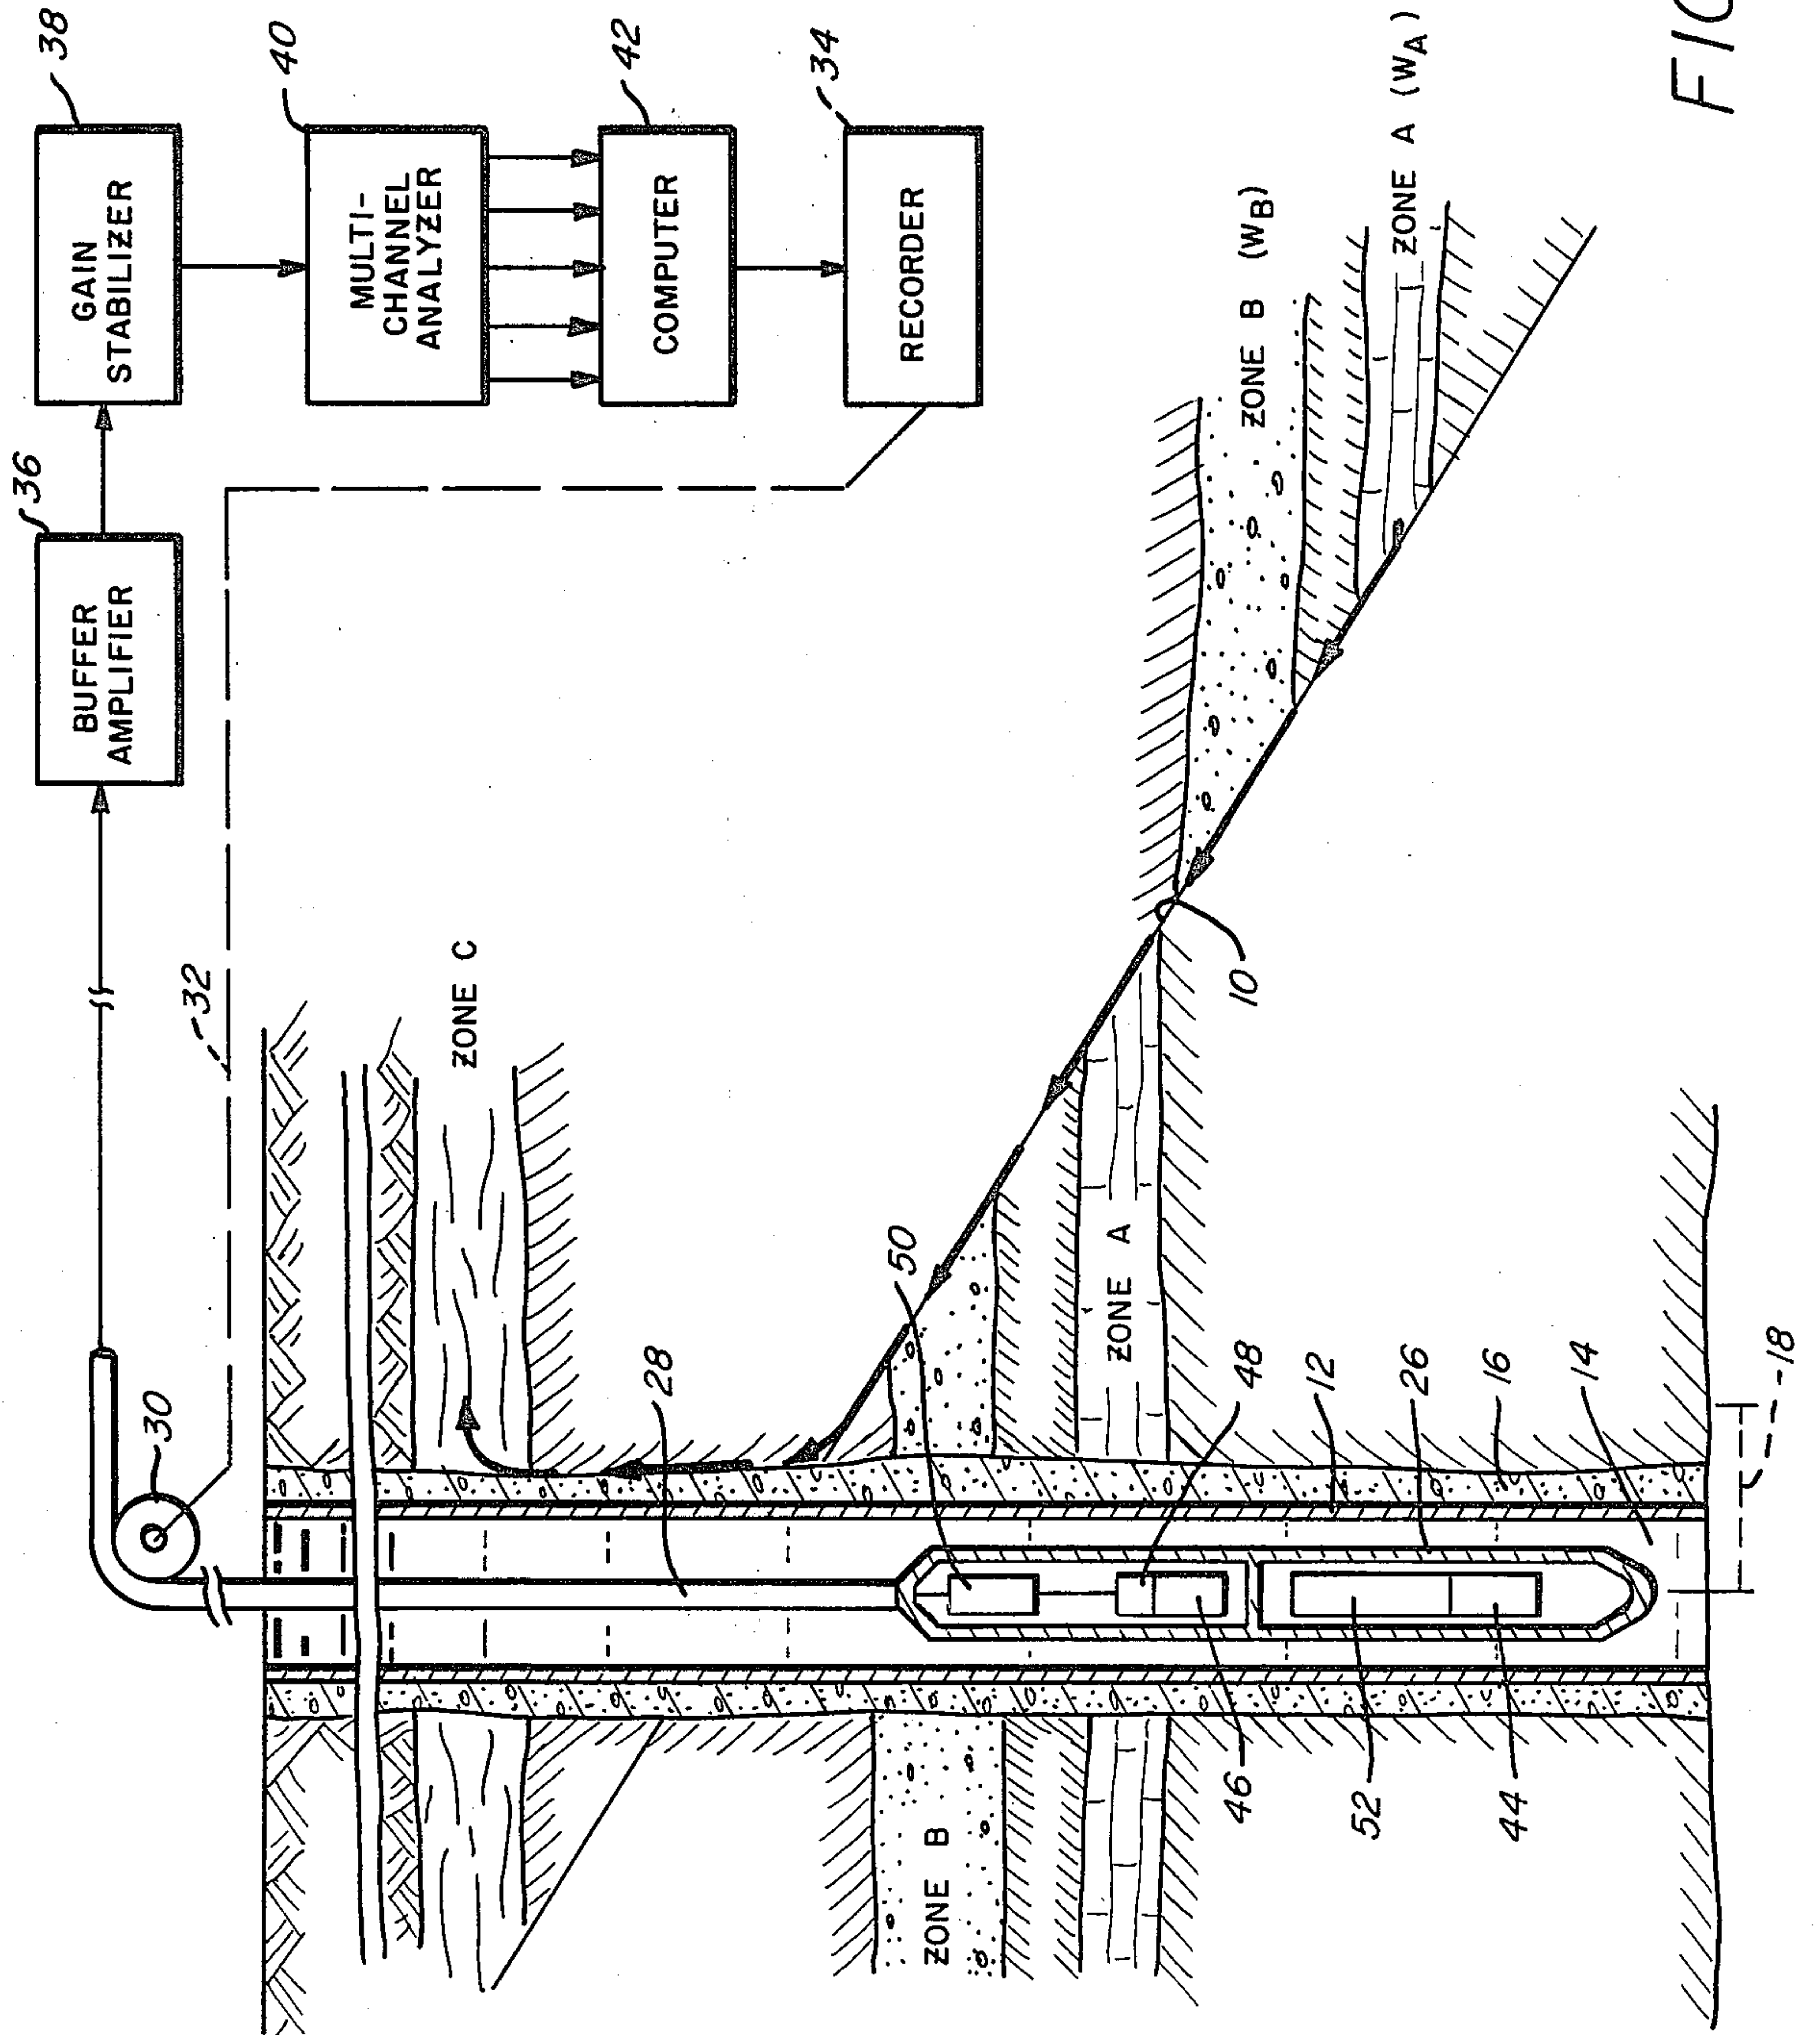 36
BUFFER
AMPLIFIER
38
GAIN
STABILIZER
40
MULTI-
CHANNEL
ANALYZER
42
COMPUTER
34
RECORDER
32
30
ZONE C
28
50
ZONE B (WB)
ZONE A (WA)
10
ZONE B
ZONE A
48
12
26
16
14
18
46
52
44